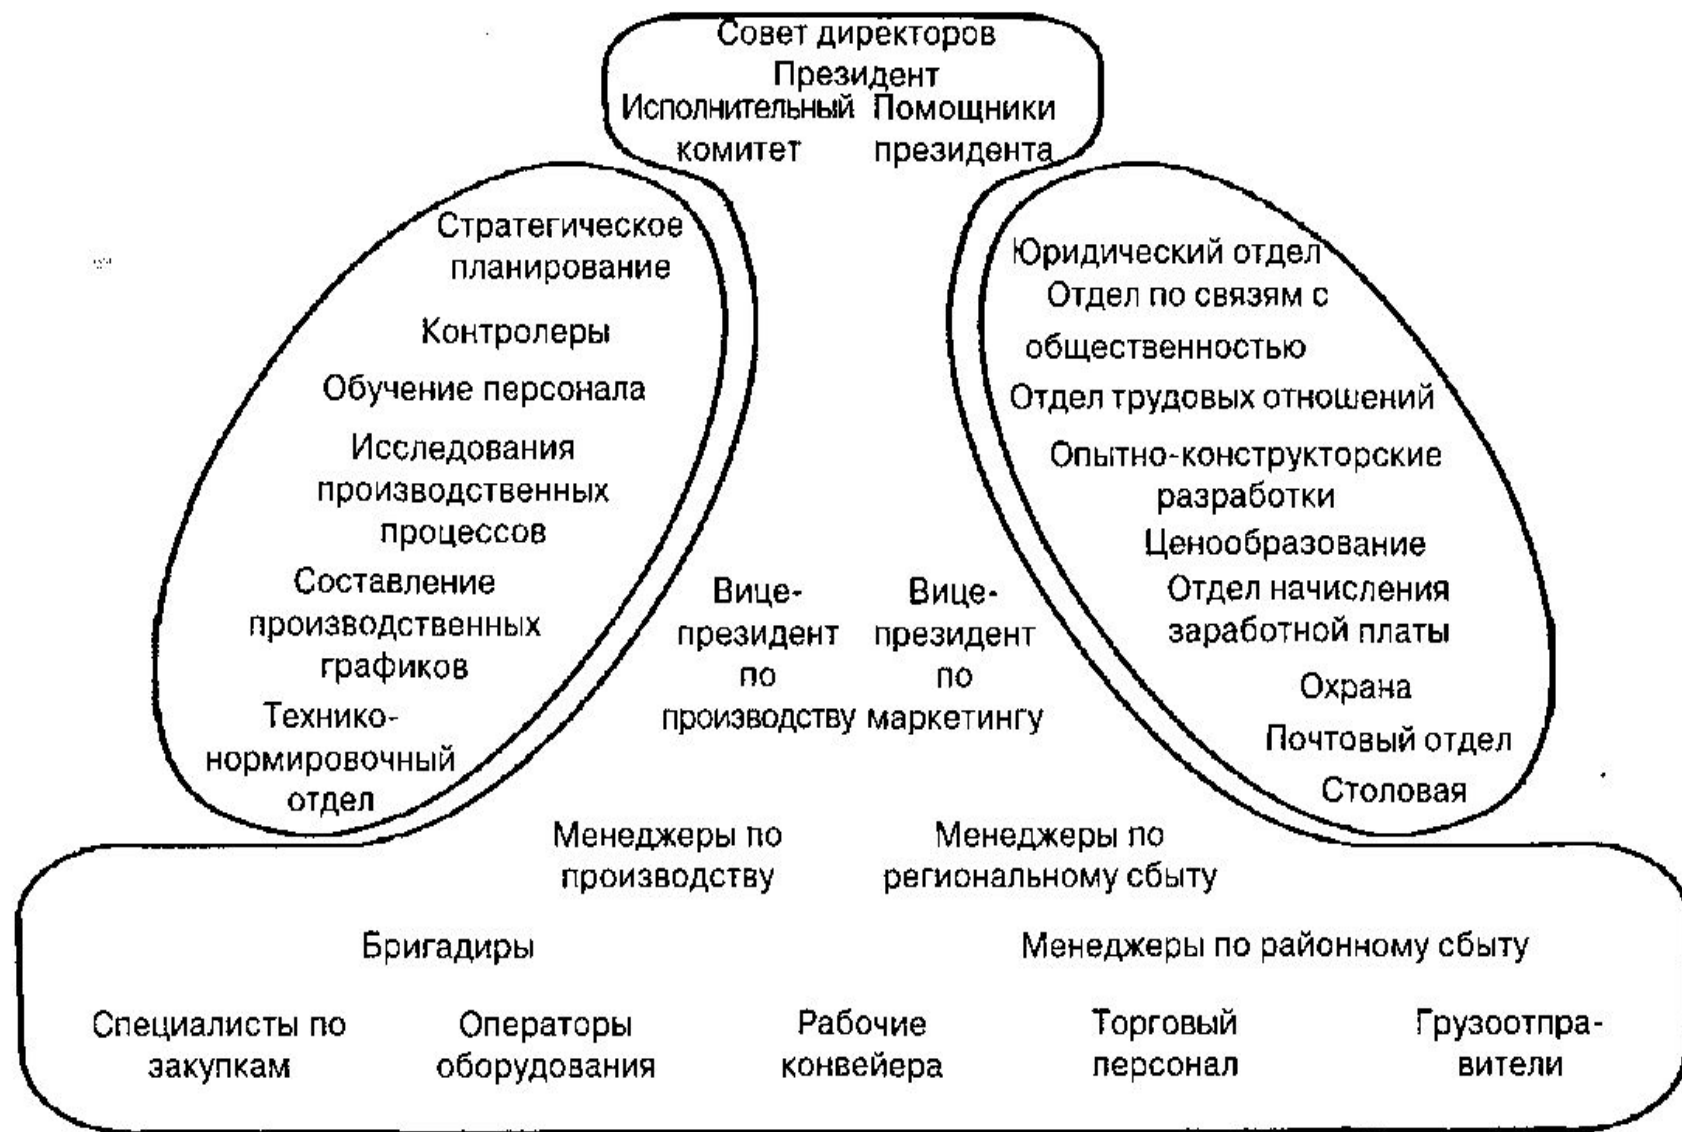 Совет директоров
Президент
Исполнительный Помощники
комитет президента
Стратегическое
планирование
Контролеры
Обучение персонала
Исследования
производственных
процессов
Составление
производственных
графиков
Технико-
нормировочный
отдел
Вице-
президент
по
производству
Вице-
президент
по
маркетингу
Юридический отдел
Отдел по связям с
общественностью
Отдел трудовых отношений
Опытно-конструкторские
разработки
Ценообразование
Отдел начисления
заработной платы
Охрана
Почтовый отдел
Столовая
Менеджеры по
производству
Менеджеры по
региональному сбыту
Бригадиры
Менеджеры по районному сбыту
Специалисты по
закупкам
Операторы
оборудования
Рабочие
конвейера
Торговый
персонал
Грузоотпра-
вители